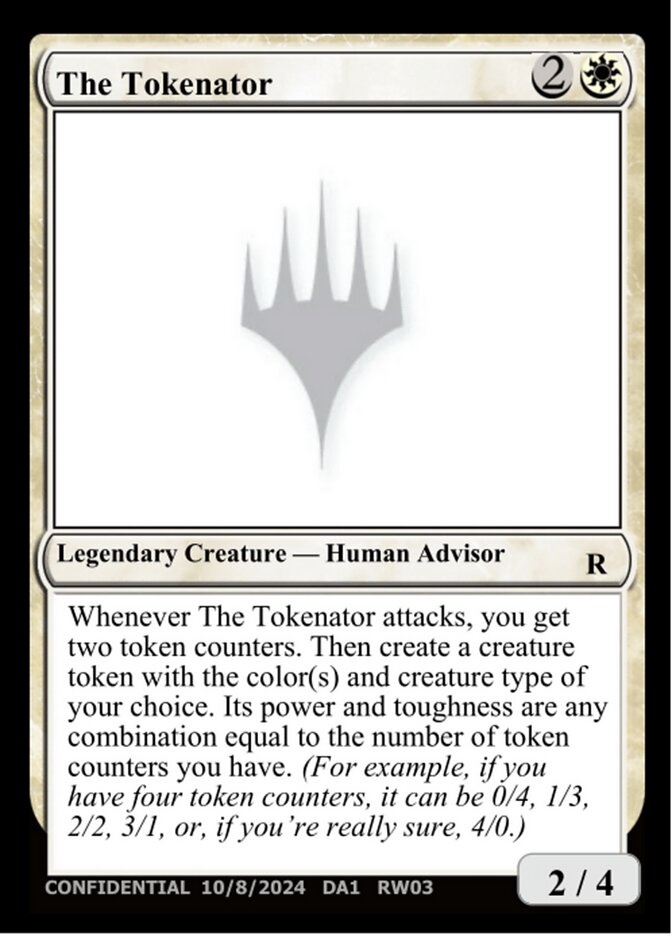 The Tokenator 2
Legendary Creature — Human Advisor
R
Whenever The Tokenator attacks, you get
two token counters. Then create a creature
token with the color(s) and creature type of
your choice. Its power and toughness are any
combination equal to the number of token
counters you have. (For example, if you
have four token counters, it can be 0/4, 1/3,
2/2, 3/1, or, if you’re really sure, 4/0.)
2 / 4
CONFIDENTIAL 10/8/2024 DA1 RW03